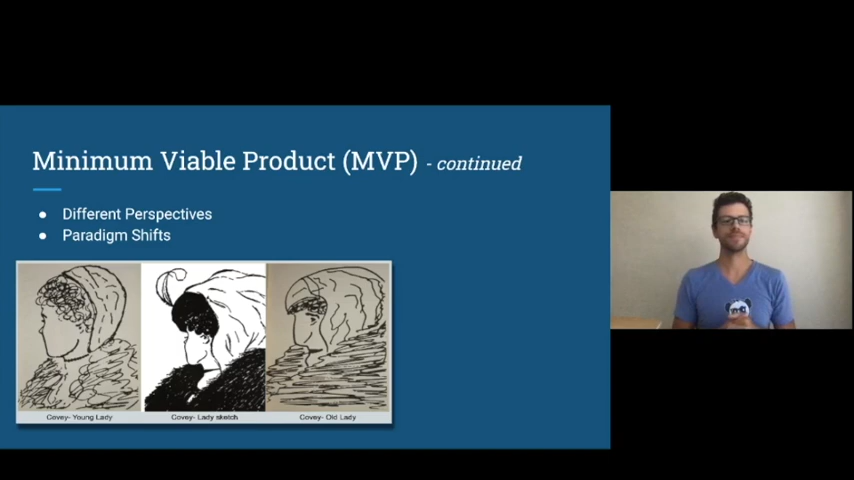 Minimum Viable Product (MVP) - continued
● Different Perspectives
● Paradigm Shifts
Covey- Young Lady
Covey- Lady sketch
Covey- Old Lady